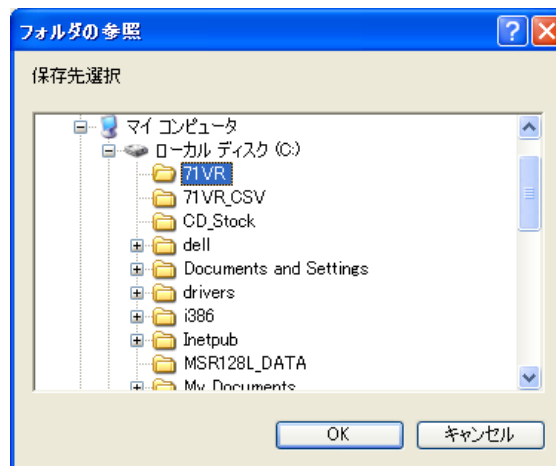 フォルダの参照
保存先選択
マイ コンピュータ
ローカル ディスク (C:)
71VR
71VR_CSV
CD_Stock
dell
Documents and Settings
drivers
i386
Inetpub
MSR128L_DATA
My Documents
OK
キャンセル